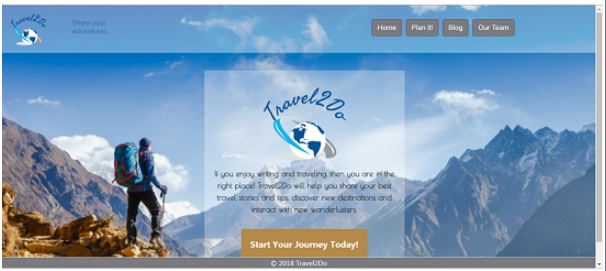 Travel2Do
Share your
adventures
Home
Plan it!
Blog
Our Team
Travel2Do
If you enjoy writing and traveling, then you are in the
right place! Travel2Do will help you share your best
travel stories and tips, discover new destinations and
interact with new wanderlusters.
Start Your Journey Today!
© 2018 Travel2Do